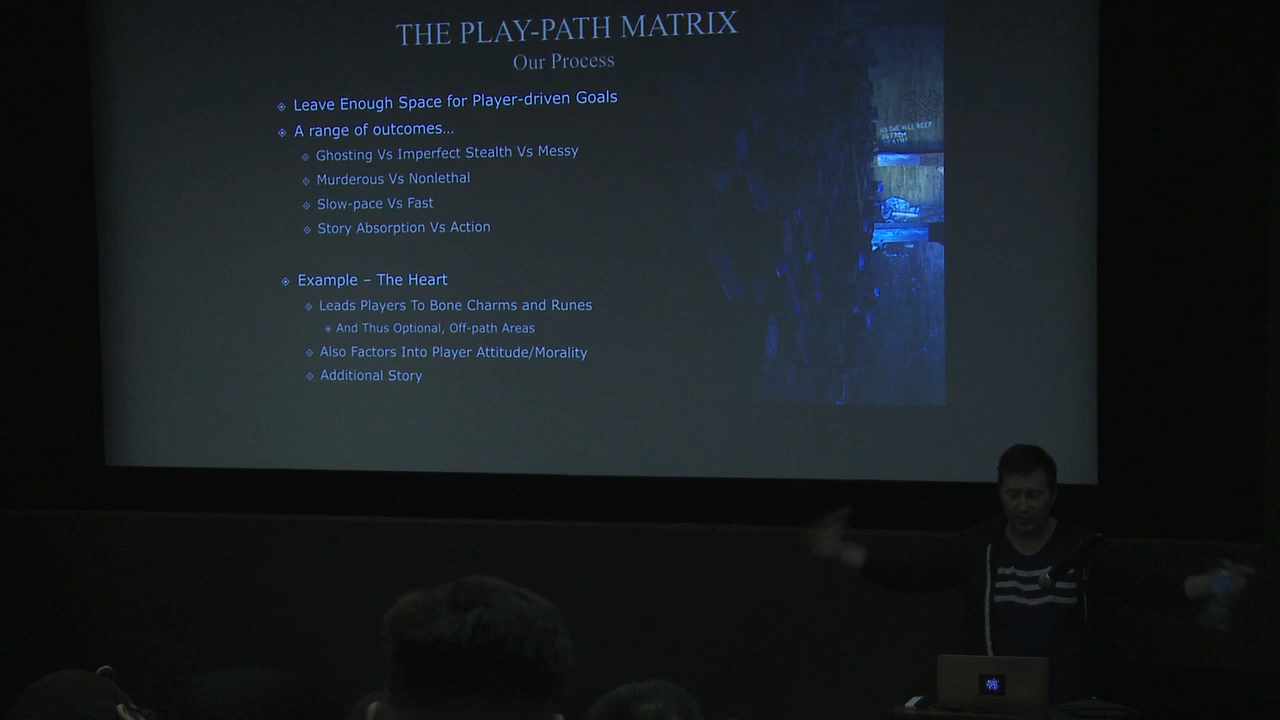 THE PLAY-PATH MATRIX
Our Process
Leave Enough Space for Player-driven Goals
A range of outcomes…
Ghosting Vs Imperfect Stealth Vs Messy
Murderous Vs Nonlethal
Slow-pace Vs Fast
Story Absorption Vs Action
Example – The Heart
Leads Players To Bone Charms and Runes
And Thus Optional, Off-path Areas
Also Factors Into Player Attitude/Morality
Additional Story
WILL KEEP